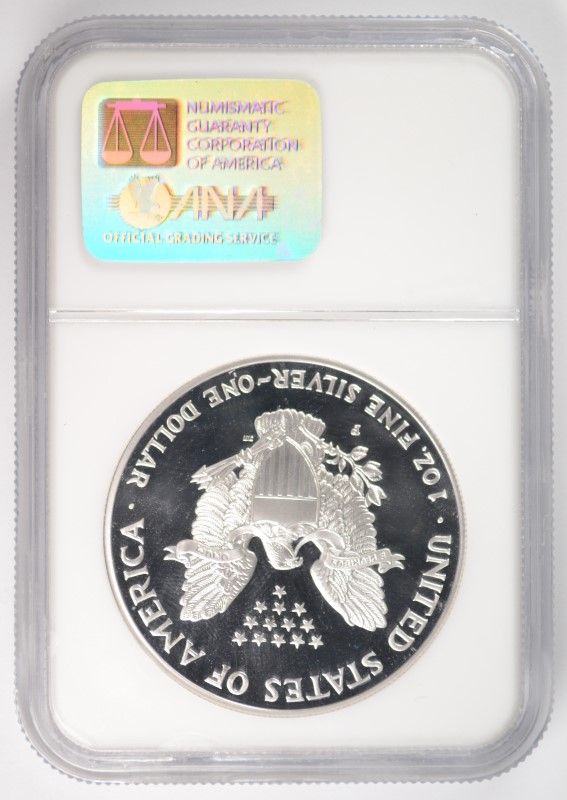 NUMISMATIC
GUARANTY
CORPORATION
OF AMERICA
ANA
OFFICIAL GRADING SERVICE
UNITED STATES OF AMERICA
1 OZ. FINE SILVER~ONE DOLLAR